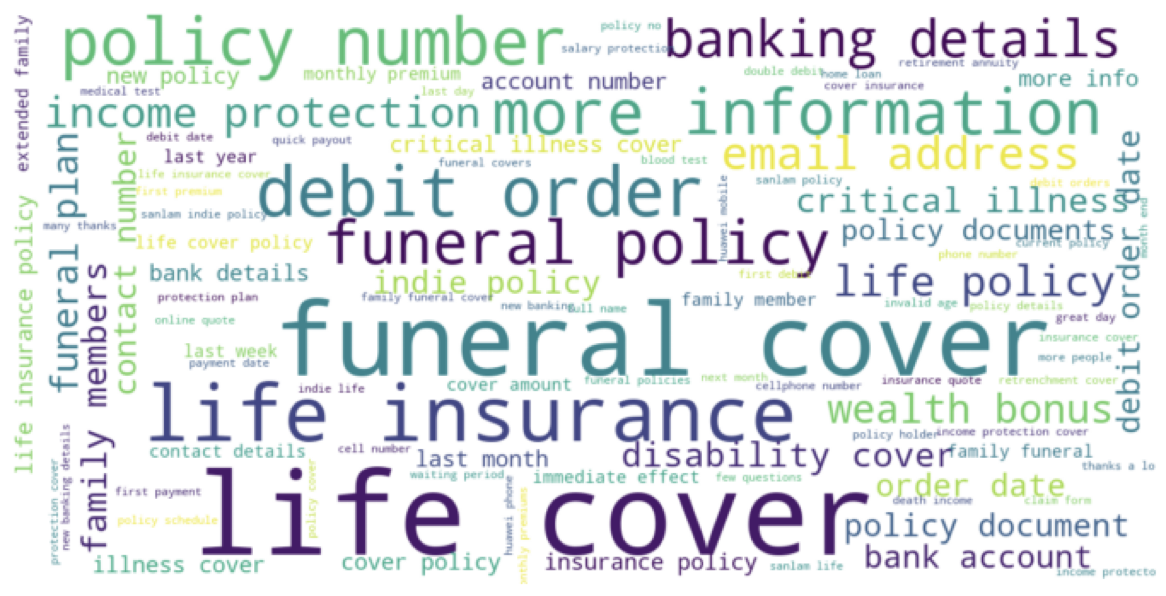 policy no
policy number
banking details
salary protectio
retirement annuity
extended family
new policy
monthly premium
account number
double debit
home loan
more info
medical test
last day
cover insurance
income protection
more information
debit date
quick payout
critical illness cover
email address
last year
funeral covers
blood test
life insurance cover
first premium
debit order
sanlam policy
debit orders
huawei mobile
critical illness
debit order date
month end
funeral plan
contact number
sanlam indie policy
many thanks
funeral policy
policy documents
life cover policy
current policy
phone number
life insurance policy
bank details
indie policy
first debit
life policy
family members
protection plan
family funeral cover
new banking
full name
family member
invalid age
policy details
online quote
funeral cover
great day
last week
insurance cover
payment date
more people
indie life
cover amount
funeral policies
next month
cellphone number
insurance quote
retrenchment cover
life insurance
wealth bonus
new banking details
contact details
cell number
last month
disability cover
policy holder
income protection cover
family funeral
protection cover
policy cover
waiting period
immediate effect
few questions
thanks a lo
first payment
life cover
huawei phone
order date
death income
claim form
policy schedule
nthly premiums
policy document
illness cover
cover policy
insurance policy
sanlam life
bank account
income protecto